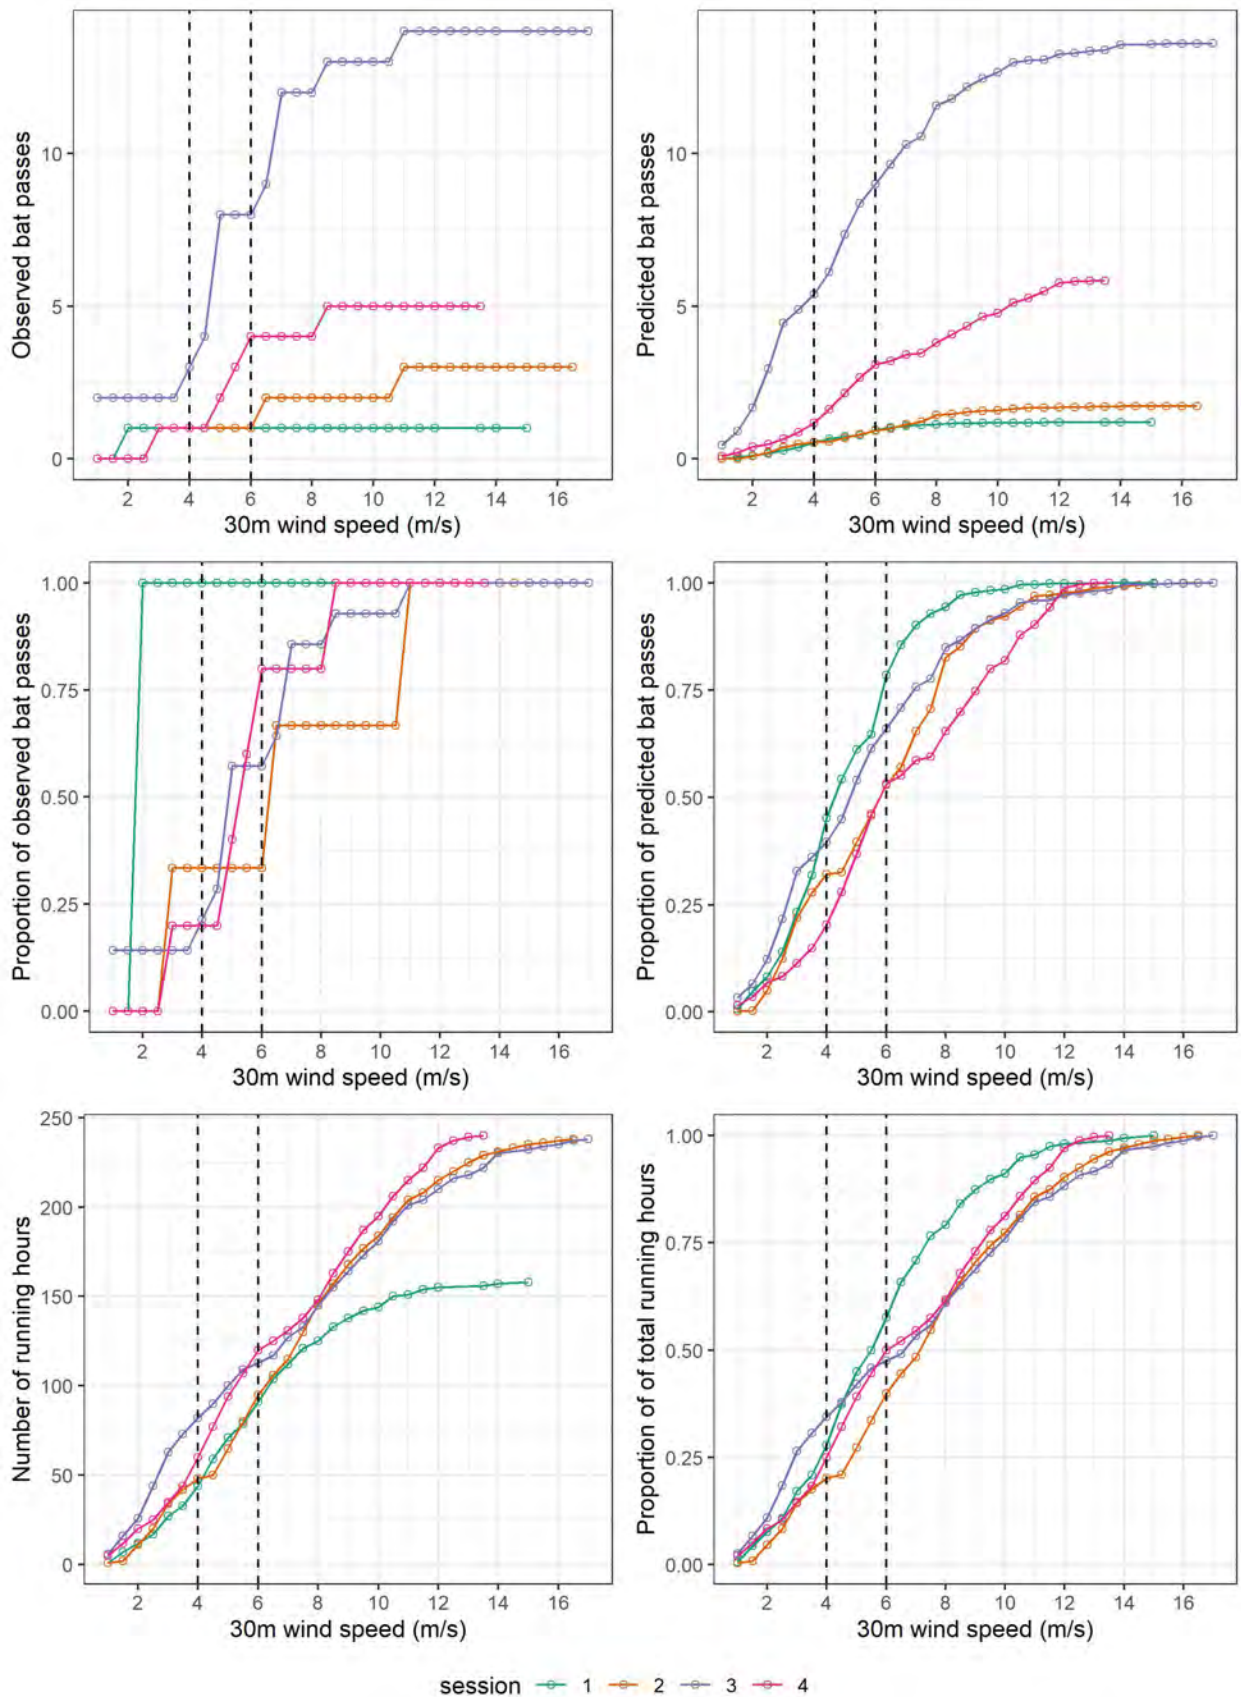 Observed bat passes
10
5
0
2 4 6 8 10 12 14 16
30m wind speed (m/s)
Predicted bat passes
10
5
0
2 4 6 8 10 12 14 16
30m wind speed (m/s)
Proportion of observed bat passes
1.00
0.75
0.50
0.25
0.00
2 4 6 8 10 12 14 16
30m wind speed (m/s)
Proportion of predicted bat passes
1.00
0.75
0.50
0.25
0.00
2 4 6 8 10 12 14 16
30m wind speed (m/s)
Number of running hours
250
200
150
100
50
0
2 4 6 8 10 12 14 16
30m wind speed (m/s)
Proportion of total running hours
1.00
0.75
0.50
0.25
0.00
2 4 6 8 10 12 14 16
30m wind speed (m/s)
session 1 2 3 4